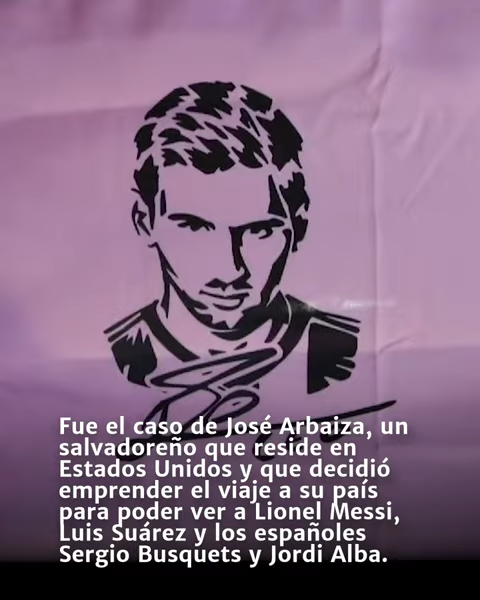 Fue el caso de José Arbaiza, un
salvadoreño que reside en
Estados Unidos y que decidió
emprender el viaje a su país
para poder ver a Lionel Messi,
Luis Suárez y los españoles
Sergio Busquets y Jordi Alba.